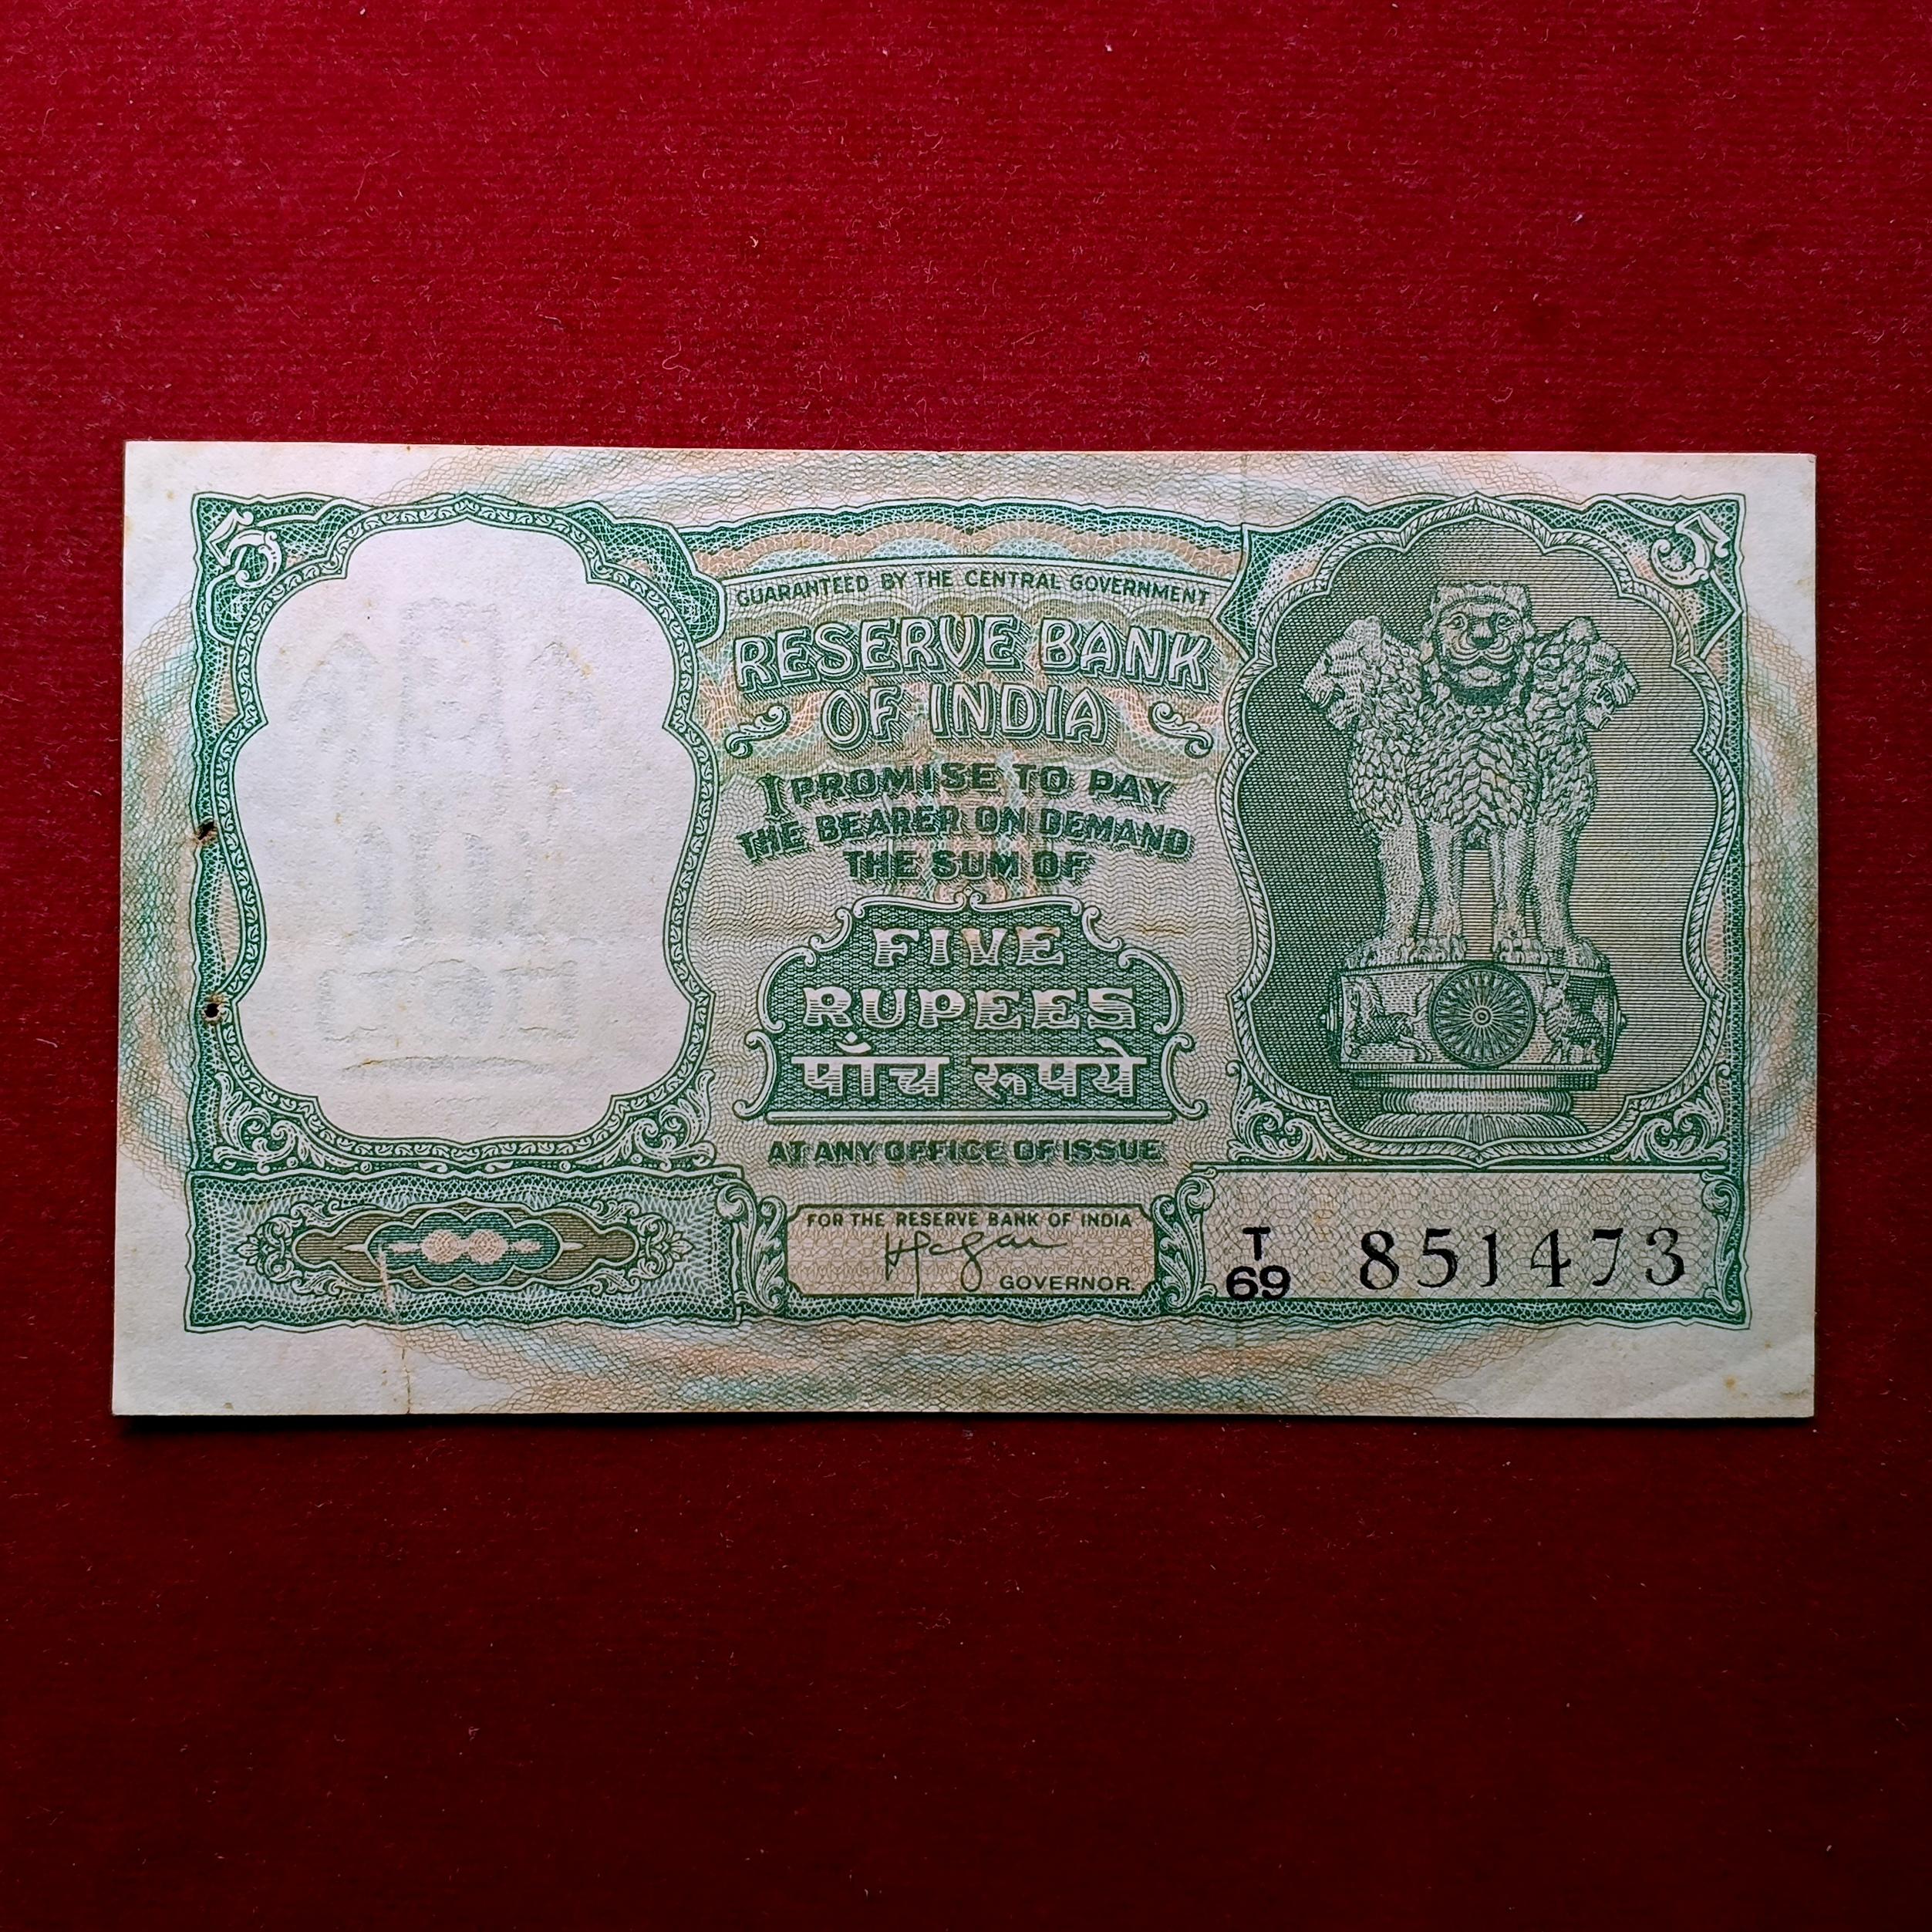 5
5
GUARANTEED BY THE CENTRAL GOVERNMENT
RESERVE BANK
OF INDIA
I PROMISE TO PAY
THE BEARER ON DEMAND
THE SUM OF
FIVE
RUPEES
पाँच रूपये
AT ANY OFFICE OF ISSUE
FOR THE RESERVE BANK OF INDIA
GOVERNOR.
T
69 851473